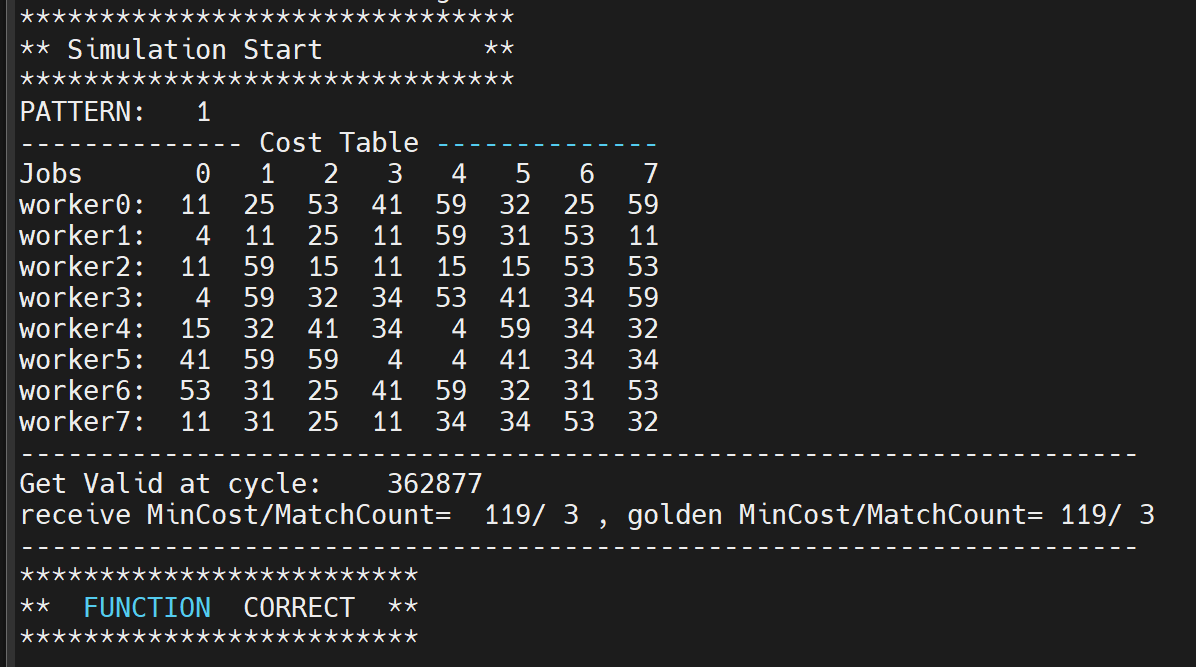 *******************************
** Simulation Start          **
*******************************
PATTERN:   1
-------------- Cost Table --------------
Jobs       0   1   2   3   4   5   6   7
worker0:  11  25  53  41  59  32  25  59
worker1:   4  11  25  11  59  31  53  11
worker2:  11  59  15  11  15  15  53  53
worker3:   4  59  32  34  53  41  34  59
worker4:  15  32  41  34   4  59  34  32
worker5:  41  59  59   4   4  41  34  34
worker6:  53  31  25  41  59  32  31  53
worker7:  11  31  25  11  34  34  53  32
----------------------------------------------------------------------
Get Valid at cycle:    362877
receive MinCost/MatchCount=  119/ 3 , golden MinCost/MatchCount= 119/ 3
----------------------------------------------------------------------
*************************
**  FUNCTION  CORRECT  **
*************************